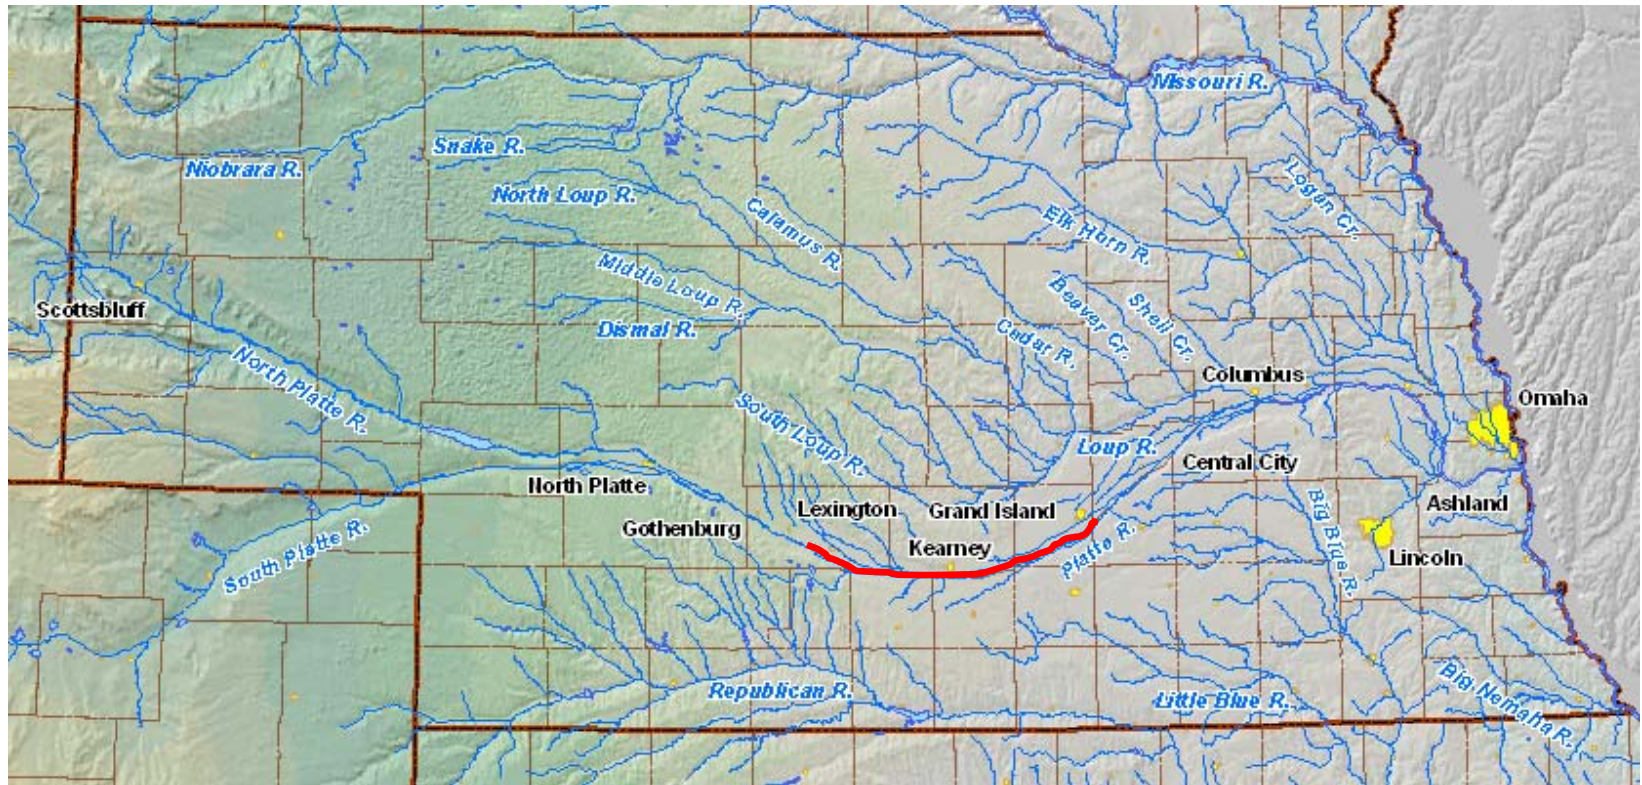 Missouri R.
Snake R.
Niobrara R.
North Loup R.
Logan Cr.
Calamus R.
Elk Horn R.
Middle Loup R.
Beaver Cr.
Shell Cr.
Scottsbluff
Dismal R.
Cedar R.
North Platte R.
Columbus
Omaha
South Loup R.
Loup R.
Central City
North Platte
Lexington
Grand Island
Ashland
Gothenburg
Kearney
Platte R.
Big Blue R.
Lincoln
South Platte R.
Republican R.
Little Blue R.
Big Nemaha R.